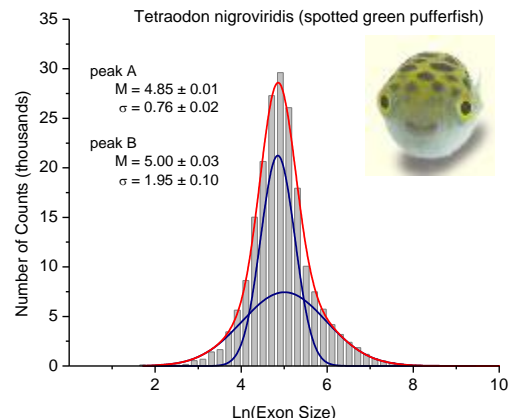 Tetraodon nigroviridis (spotted green pufferfish)
peak A
M = 4.85 ± 0.01
σ = 0.76 ± 0.02
peak B
M = 5.00 ± 0.03
σ = 1.95 ± 0.10
Number of Counts (thousands)
35
30
25
20
15
10
5
0
2 4 6 8 10
Ln(Exon Size)